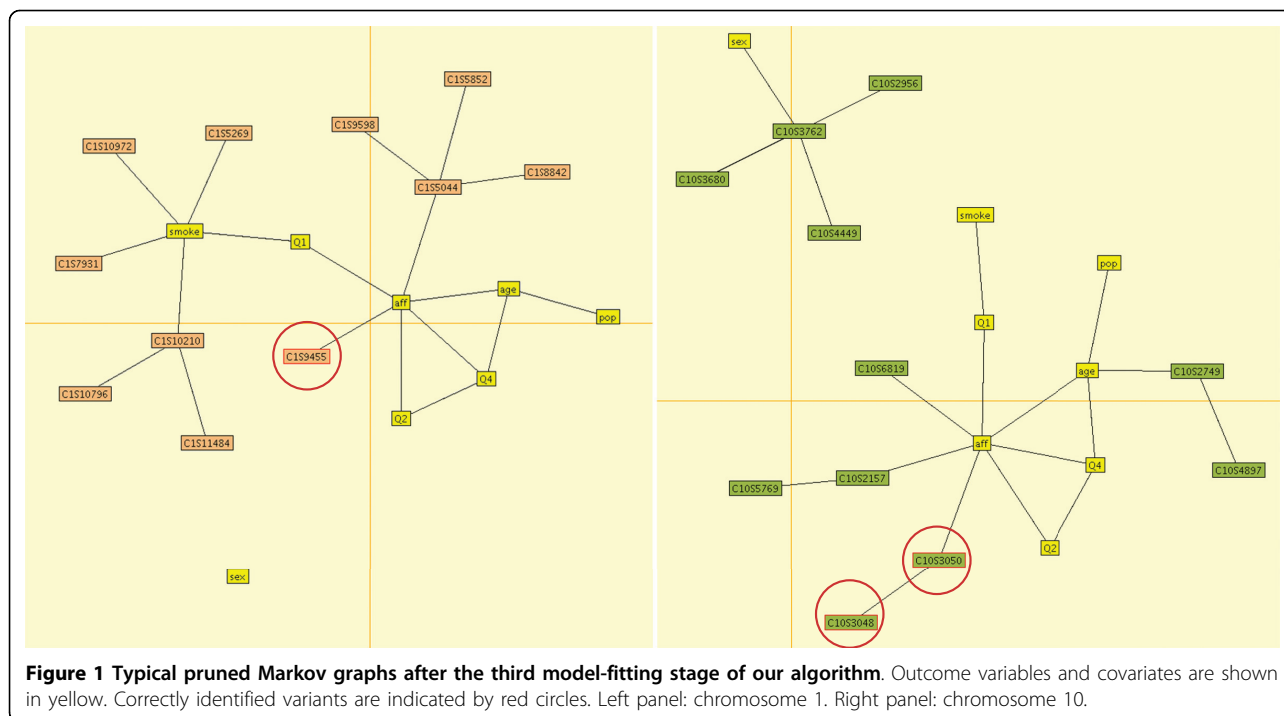 C1S5852
C1S9598
C1S5269
C1S10972
C1S8842
C1S5044
smoke
Q1
C1S7931
aff
age
pop
C1S10210
C1S9455
Q4
C1S10796
Q2
C1S11484
sex
sex
C10S2956
C10S3762
C10S3680
smoke
C10S4449
pop
Q1
C10S6819
age
C10S2749
aff
Q4
C10S4897
C10S5769
C10S2157
Q2
C10S3050
C10S3048
Figure 1 Typical pruned Markov graphs after the third model-fitting stage of our algorithm. Outcome variables and covariates are shown
in yellow. Correctly identified variants are indicated by red circles. Left panel: chromosome 1. Right panel: chromosome 10.